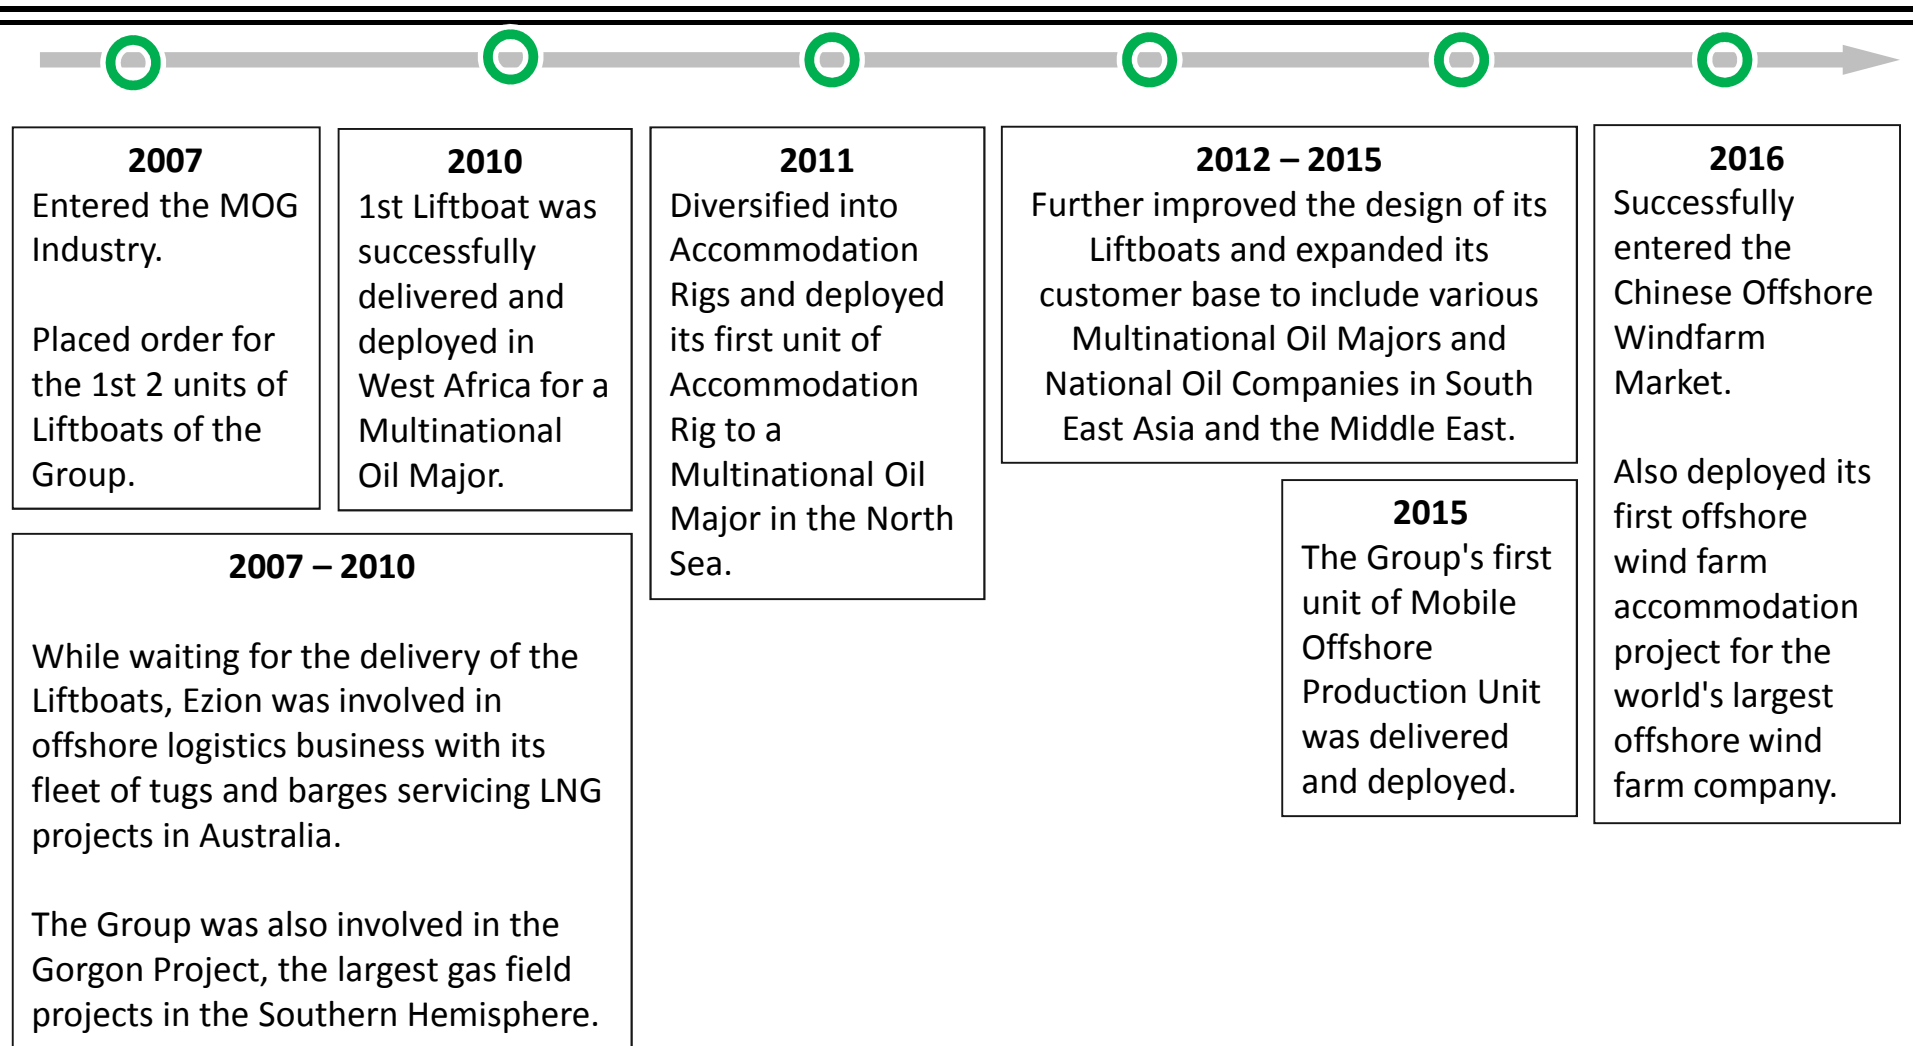 2007
Entered the MOG
Industry.
Placed order for
the 1st 2 units of
Liftboats of the
Group.
2010
1st Liftboat was
successfully
delivered and
deployed in
West Africa for a
Multinational
Oil Major.
2007 – 2010
While waiting for the delivery of the
Liftboats, Ezion was involved in
offshore logistics business with its
fleet of tugs and barges servicing LNG
projects in Australia.
The Group was also involved in the
Gorgon Project, the largest gas field
projects in the Southern Hemisphere.
2011
Diversified into
Accommodation
Rigs and deployed
its first unit of
Accommodation
Rig to a
Multinational Oil
Major in the North
Sea.
2012 – 2015
Further improved the design of its
Liftboats and expanded its
customer base to include various
Multinational Oil Majors and
National Oil Companies in South
East Asia and the Middle East.
2015
The Group's first
unit of Mobile
Offshore
Production Unit
was delivered
and deployed.
2016
Successfully
entered the
Chinese Offshore
Windfarm
Market.
Also deployed its
first offshore
wind farm
accommodation
project for the
world's largest
offshore wind
farm company.